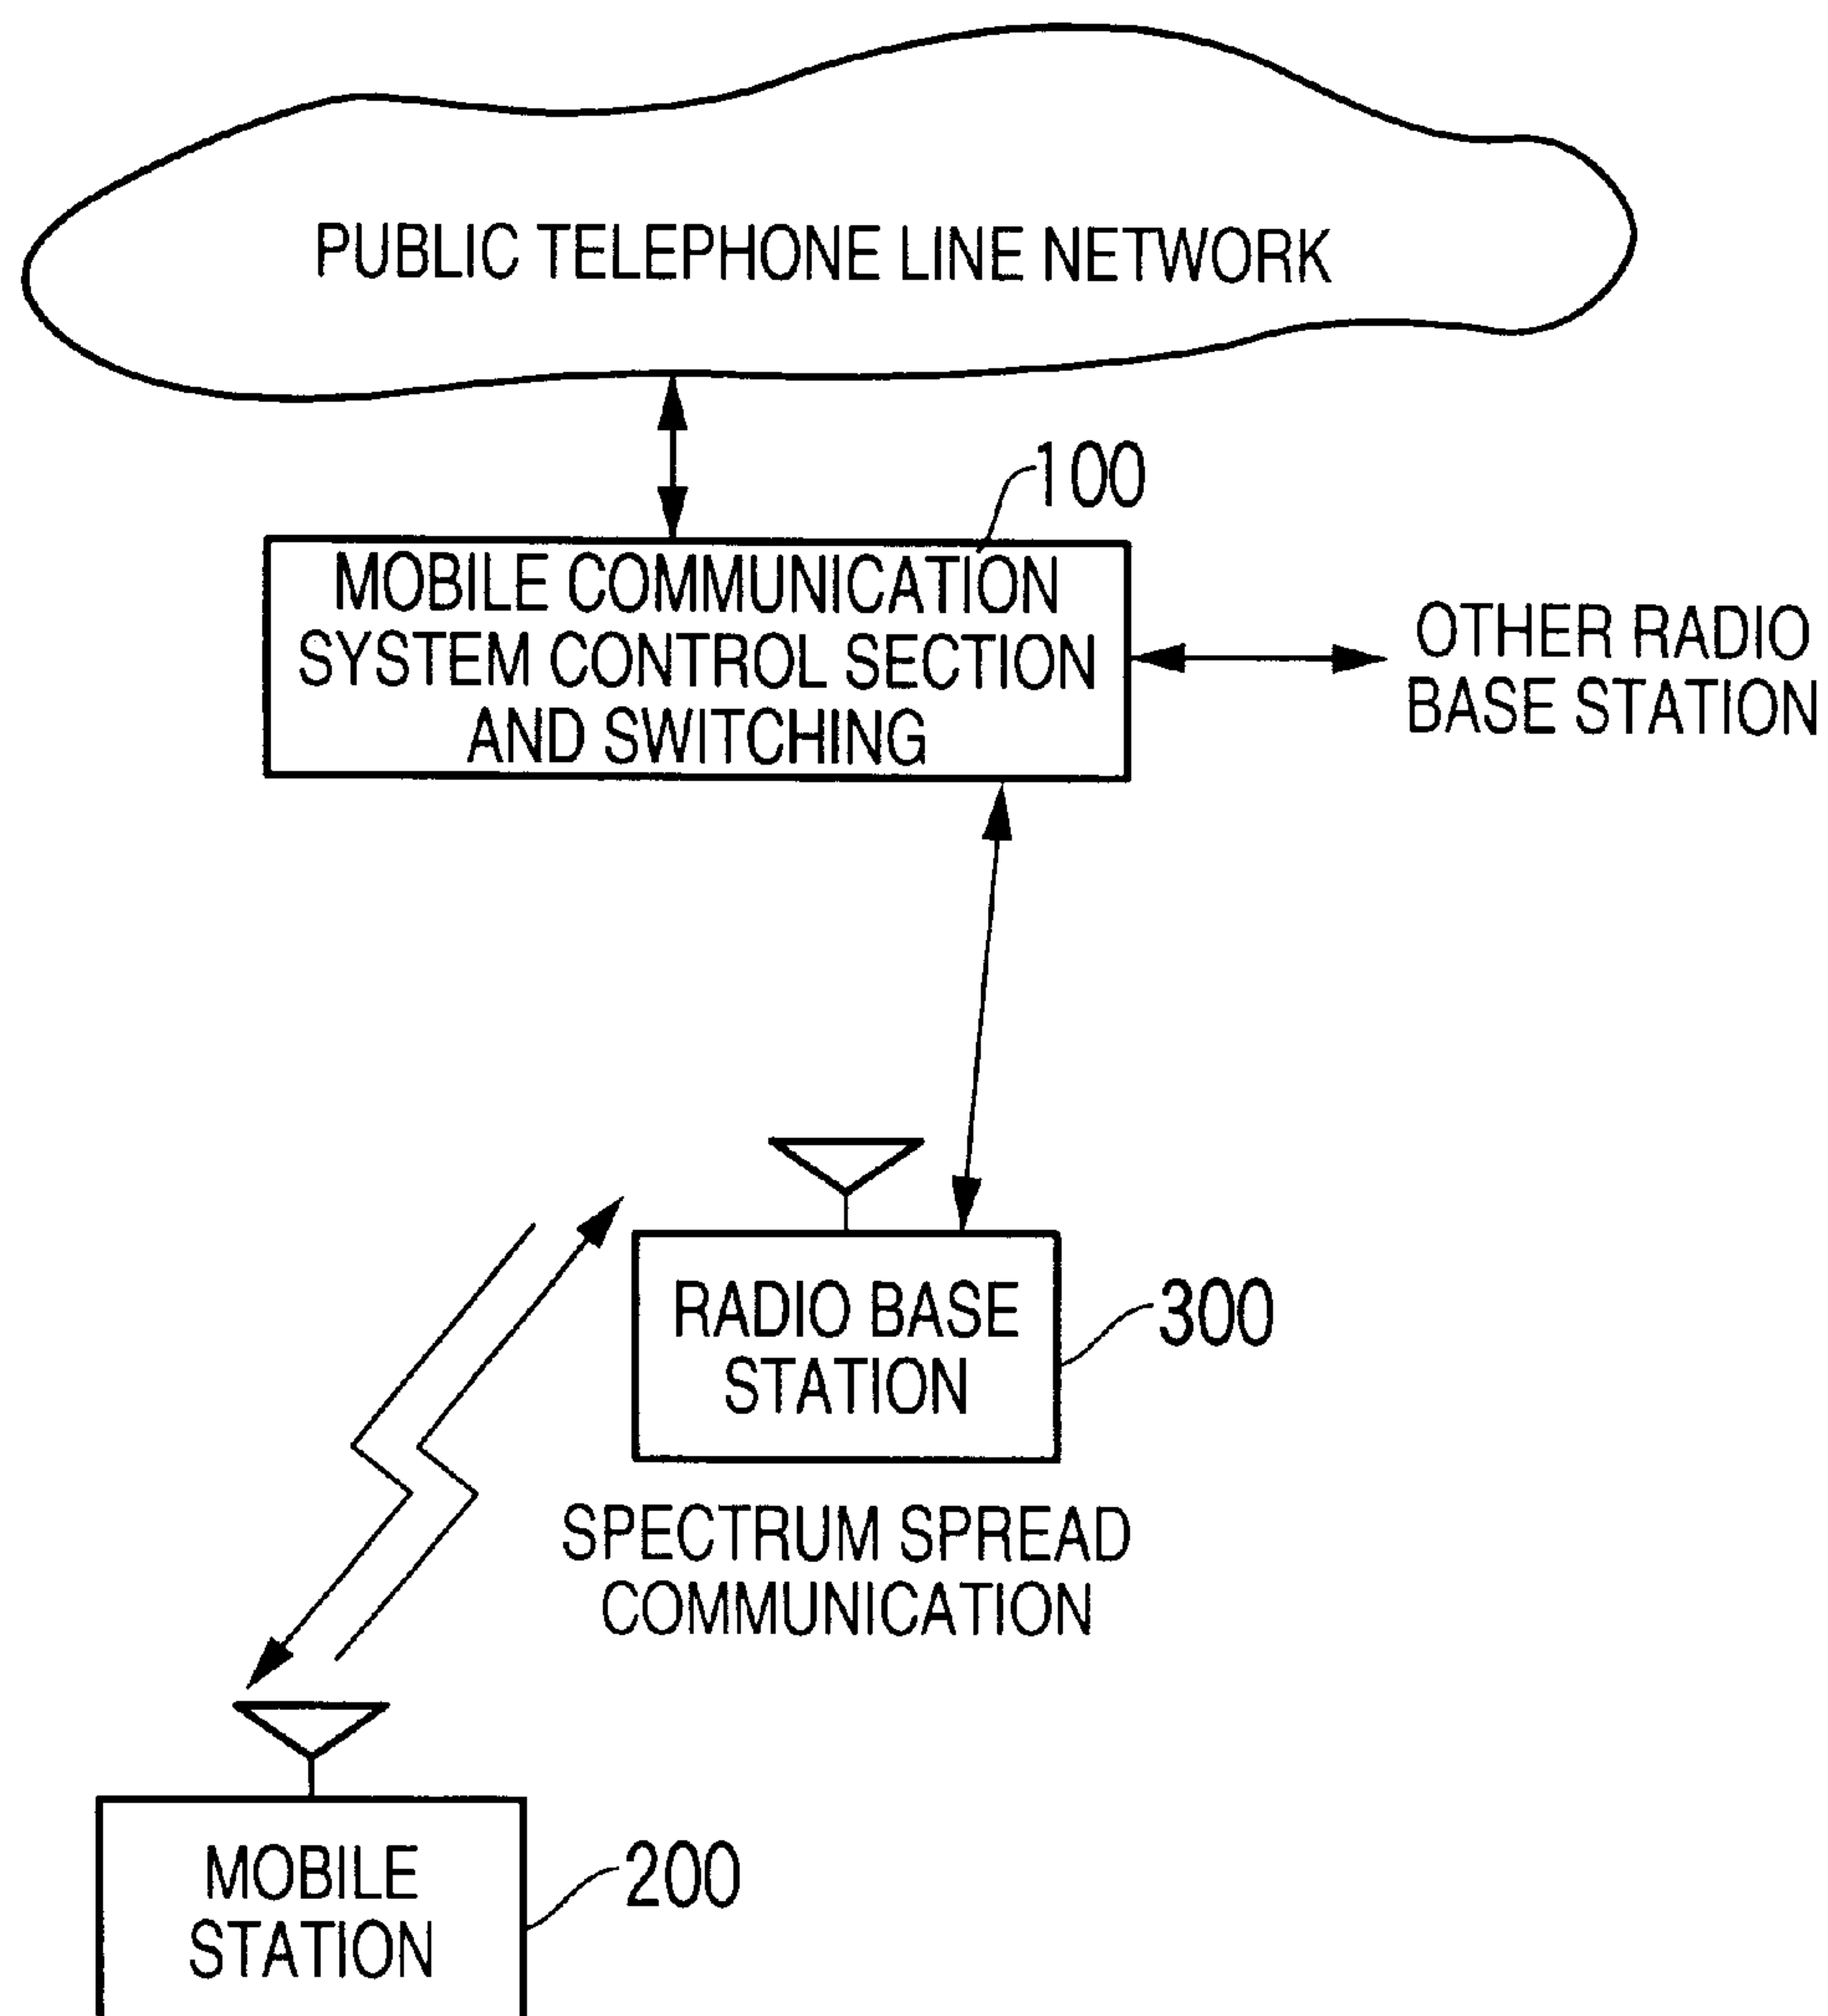 PUBLIC TELEPHONE LINE NETWORK
100
MOBILE COMMUNICATION
SYSTEM CONTROL SECTION
AND SWITCHING
OTHER RADIO
BASE STATION
RADIO BASE
STATION
300
SPECTRUM SPREAD
COMMUNICATION
MOBILE
STATION
200